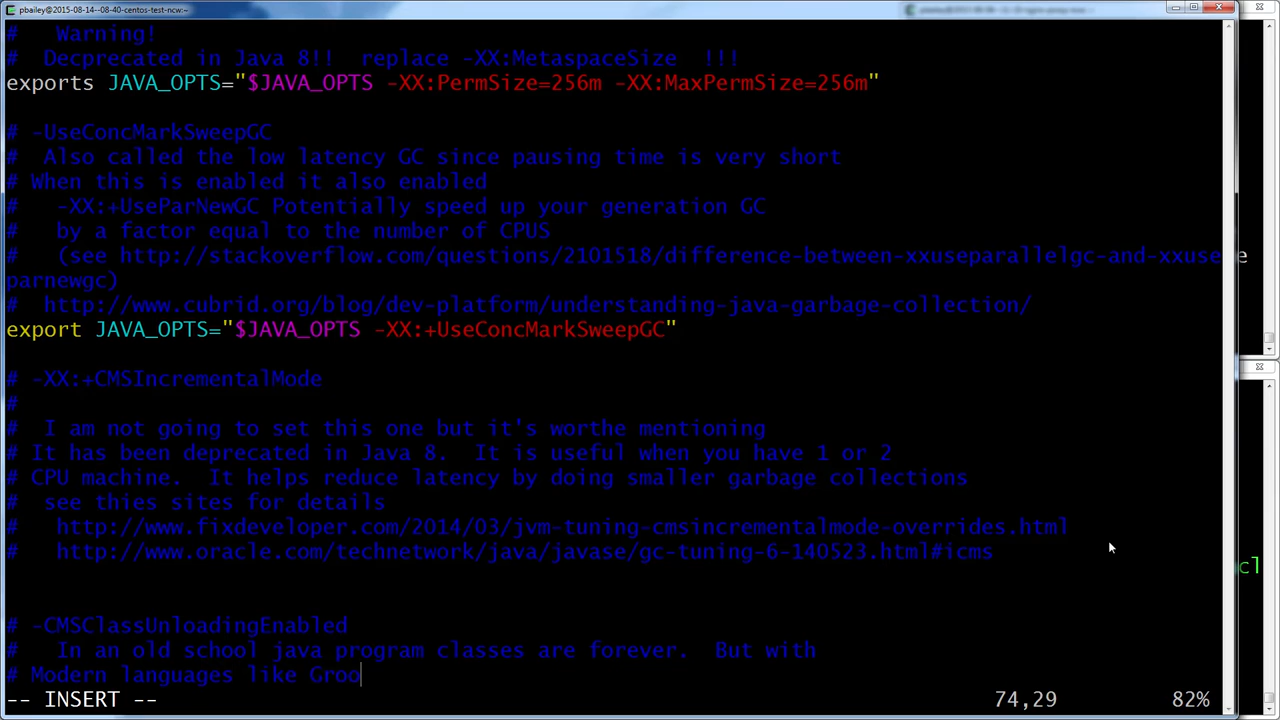 pbailey@2015-08-14--08-40-centos-test-ncw:~
#   Warning!
#   Decprecated in Java 8!!  replace -XX:MetaspaceSize  !!!
exports JAVA_OPTS="$JAVA_OPTS -XX:PermSize=256m -XX:MaxPermSize=256m"
# -UseConcMarkSweepGC
#  Also called the low latency GC since pausing time is very short
# When this is enabled it also enabled
#   -XX:+UseParNewGC Potentially speed up your generation GC
#   by a factor equal to the number of CPUS
#   (see http://stackoverflow.com/questions/2101518/difference-between-xxuseparallelgc-and-xxuse
parnewgc)
#  http://www.cubrid.org/blog/dev-platform/understanding-java-garbage-collection/
export JAVA_OPTS="$JAVA_OPTS -XX:+UseConcMarkSweepGC"
# -XX:+CMSIncrementalMode
#
#  I am not going to set this one but it's worthe mentioning
# It has been deprecated in Java 8.  It is useful when you have 1 or 2
# CPU machine.  It helps reduce latency by doing smaller garbage collections
#  see thies sites for details
#   http://www.fixdeveloper.com/2014/03/jvm-tuning-cmsincrementalmode-overrides.html
#   http://www.oracle.com/technetwork/java/javase/gc-tuning-6-140523.html#icms
# -CMSClassUnloadingEnabled
#   In an old school java program classes are forever.  But with
# Modern languages like Groo
-- INSERT --
74,29
82%
e
cl